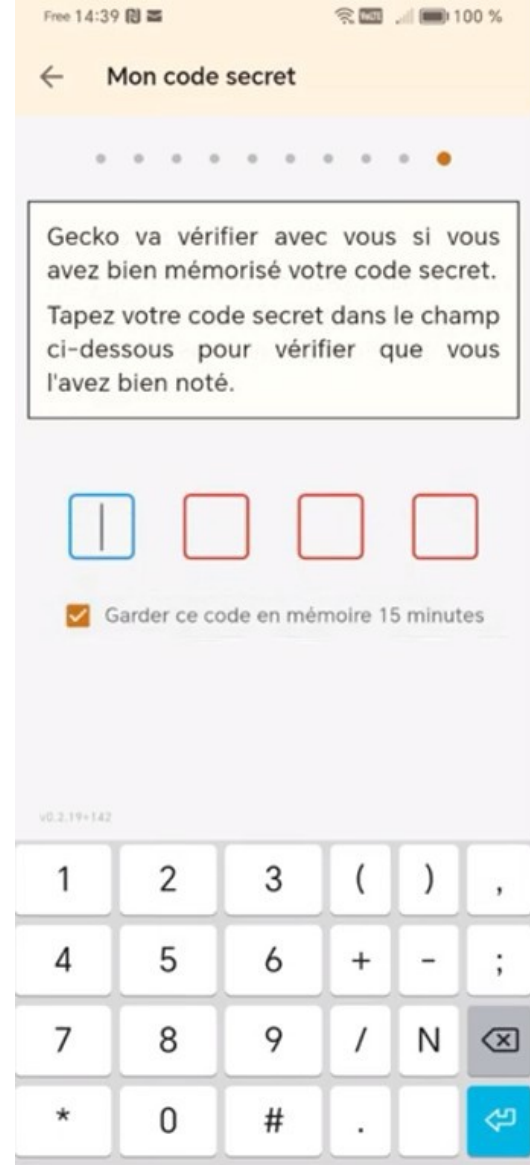 Free 14:39
100 %
Mon code secret
Gecko va vérifier avec vous si vous
avez bien mémorisé votre code secret.
Tapez votre code secret dans le champ
ci-dessous pour vérifier que vous
l'avez bien noté.
Garder ce code en mémoire 15 minutes
v0.2.19+142
1 2 3 ( ) ,
4 5 6 + - ;
7 8 9 / N
* 0 # .